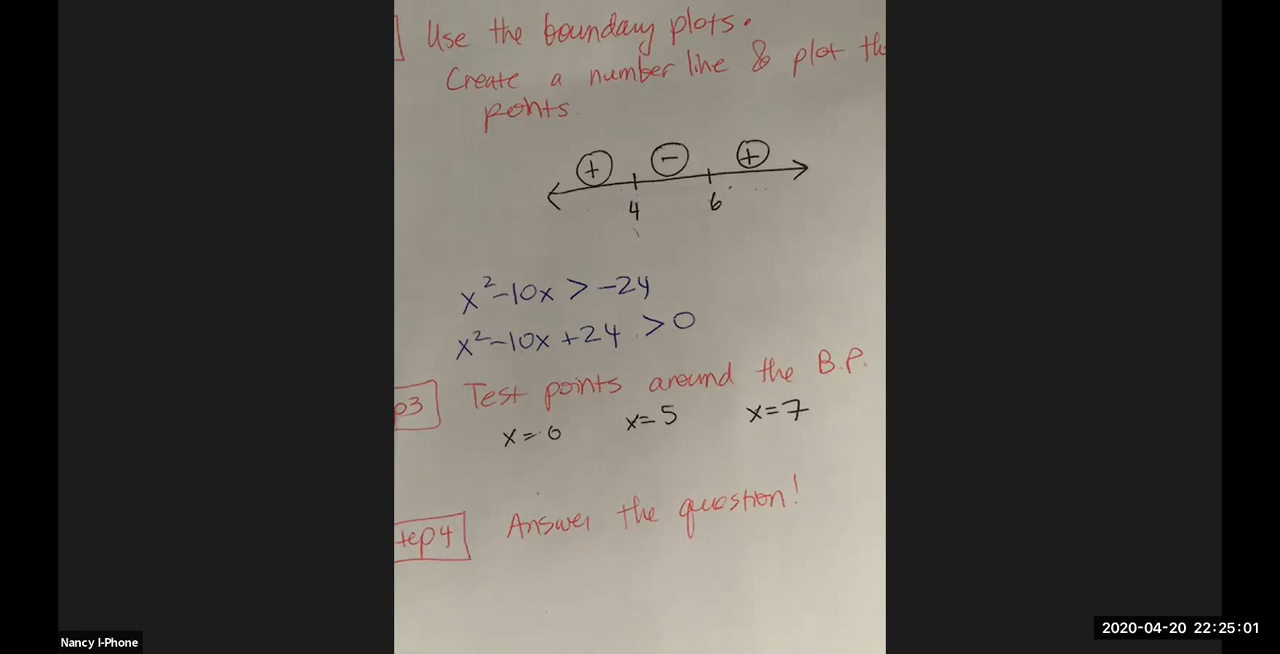 ] Use the boundary plots.
Create a number line & plot the
points.
+ - +
4 6
x²-10x > -24
x²-10x+24 > 0
p3 Test points around the B.P.
x=0 x=5 x=7
tep4 Answer the question!
Nancy I-Phone
2020-04-20 22:25:01